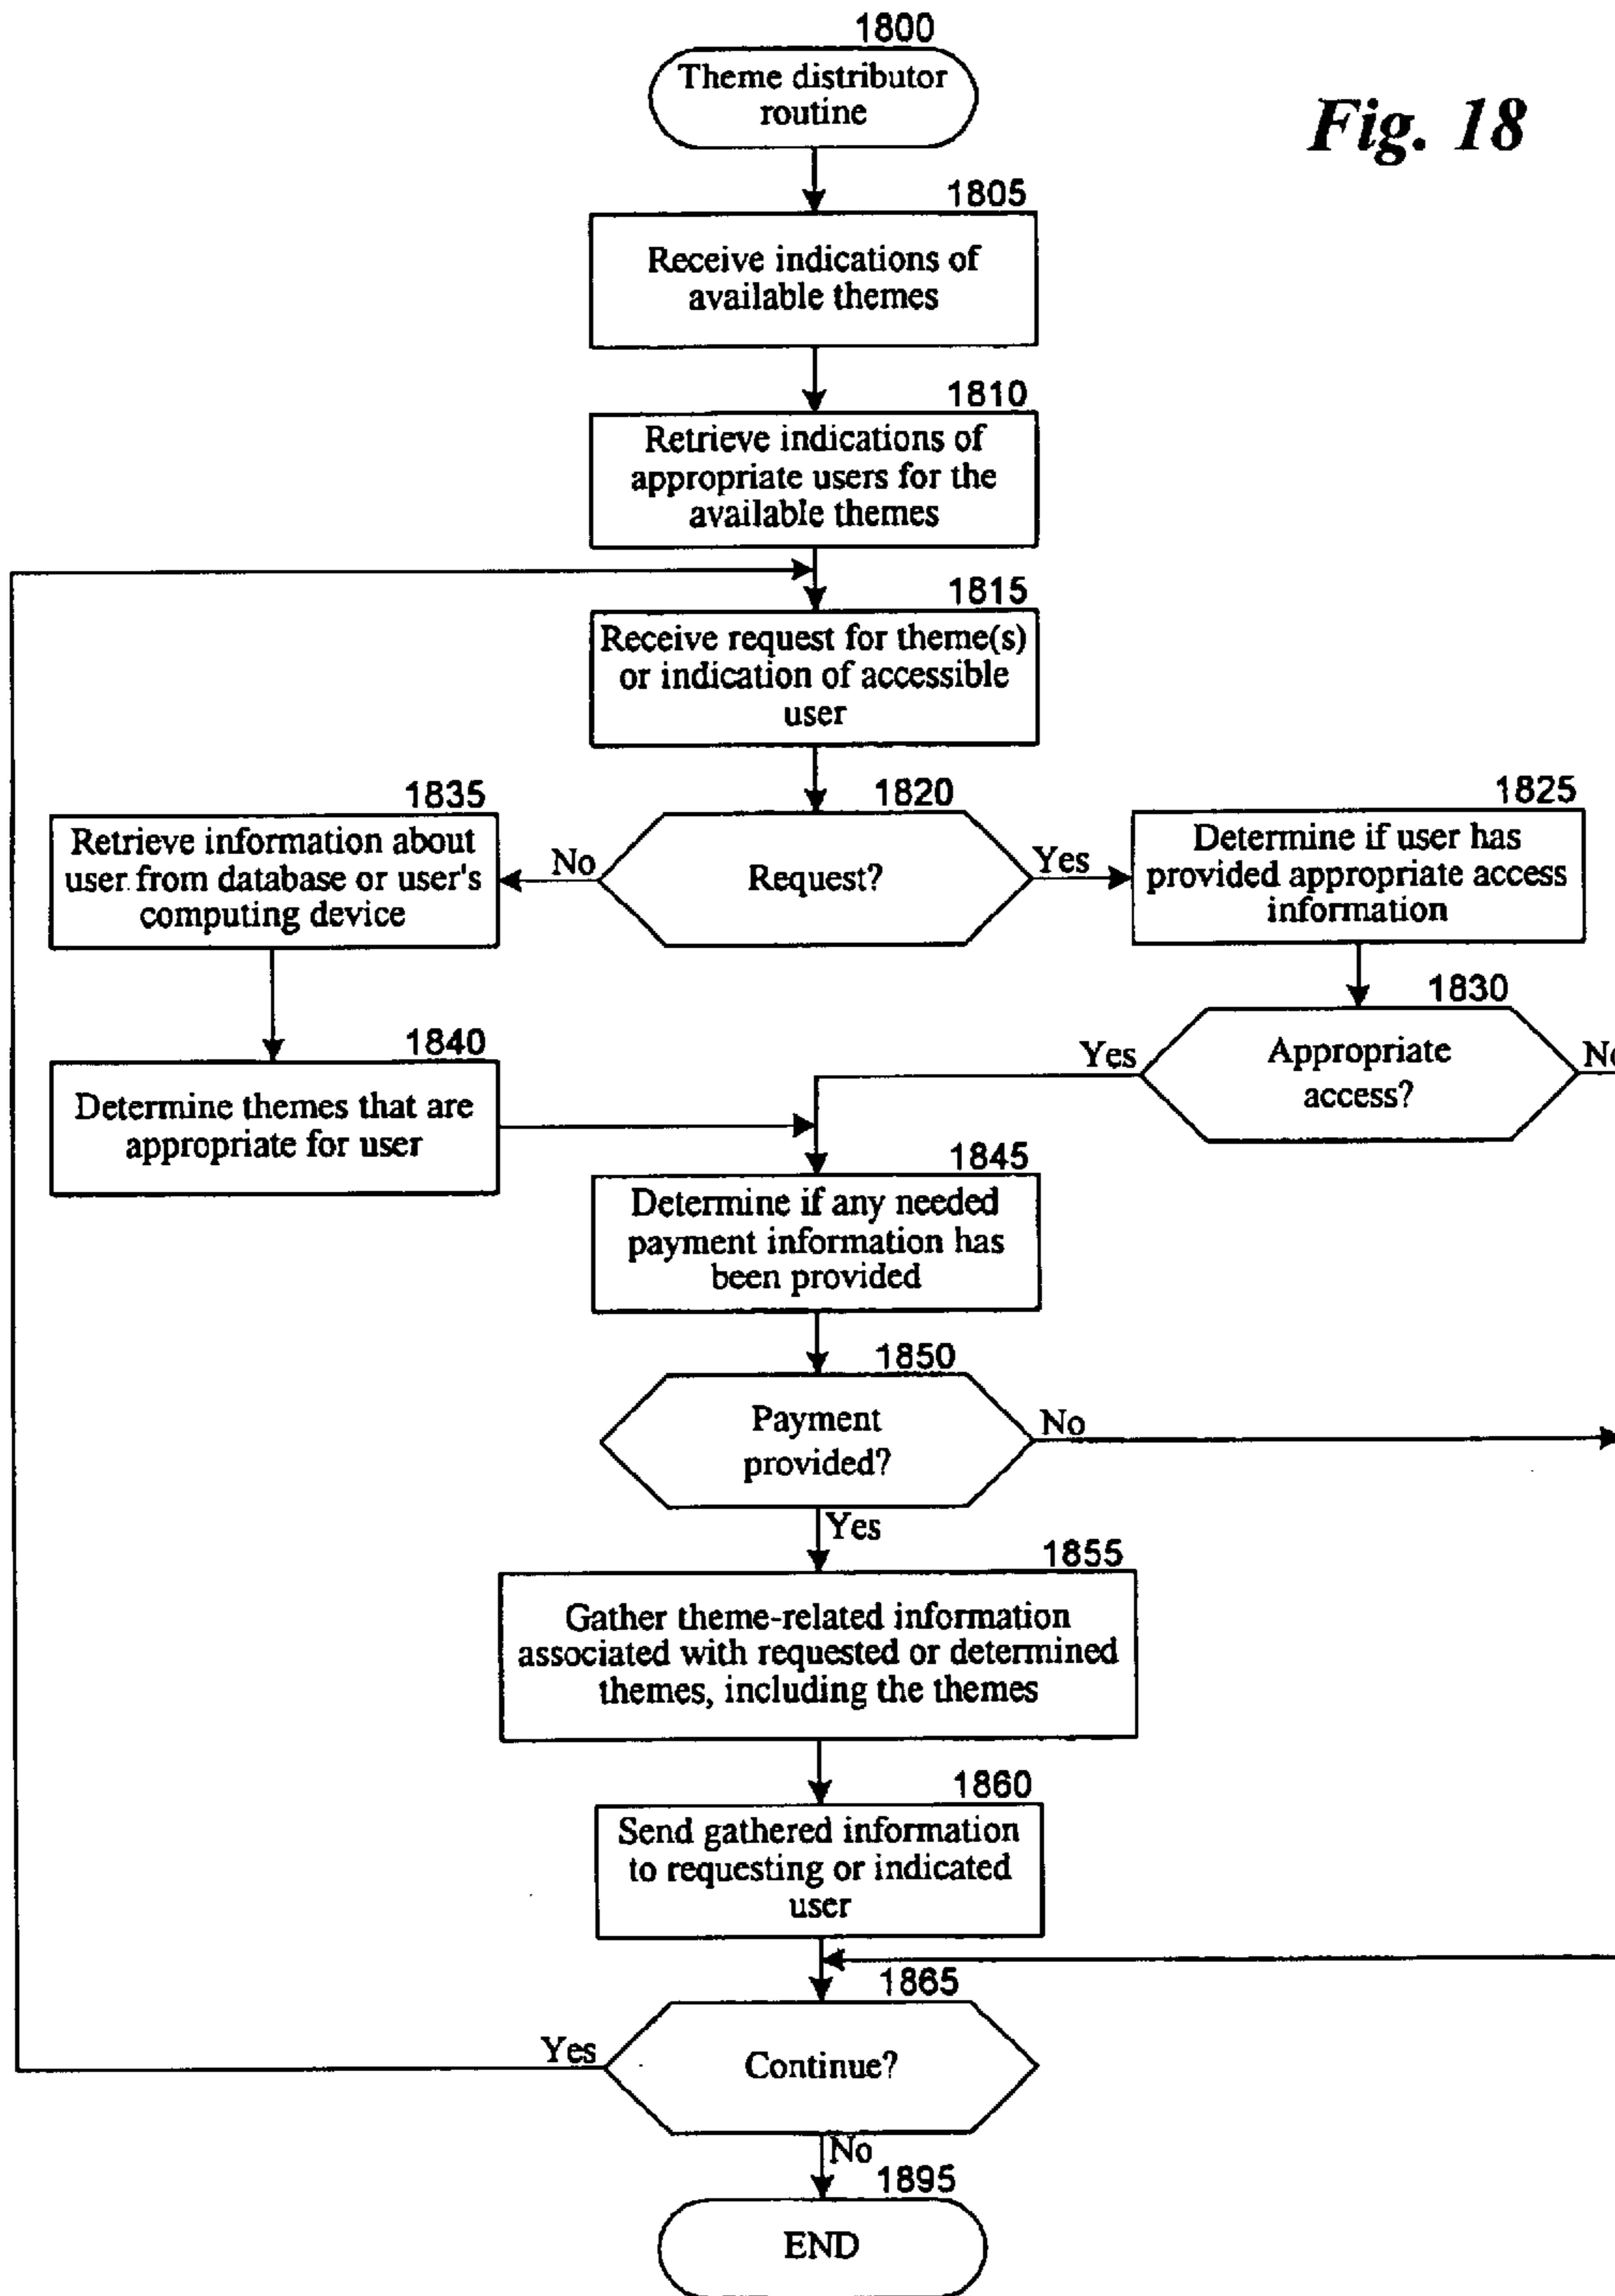 1800
Theme distributor
routine
Fig. 18
1805
Receive indications of
available themes
1810
Retrieve indications of
appropriate users for the
available themes
1815
Receive request for theme(s)
or indication of accessible
user
1820
Request?
No
Yes
1835
Retrieve information about
user from database or user's
computing device
1825
Determine if user has
provided appropriate access
information
1830
Appropriate
access?
Yes
No
1840
Determine themes that are
appropriate for user
1845
Determine if any needed
payment information has
been provided
1850
Payment
provided?
No
Yes
1855
Gather theme-related information
associated with requested or determined
themes, including the themes
1860
Send gathered information
to requesting or indicated
user
1865
Continue?
Yes
No
1895
END